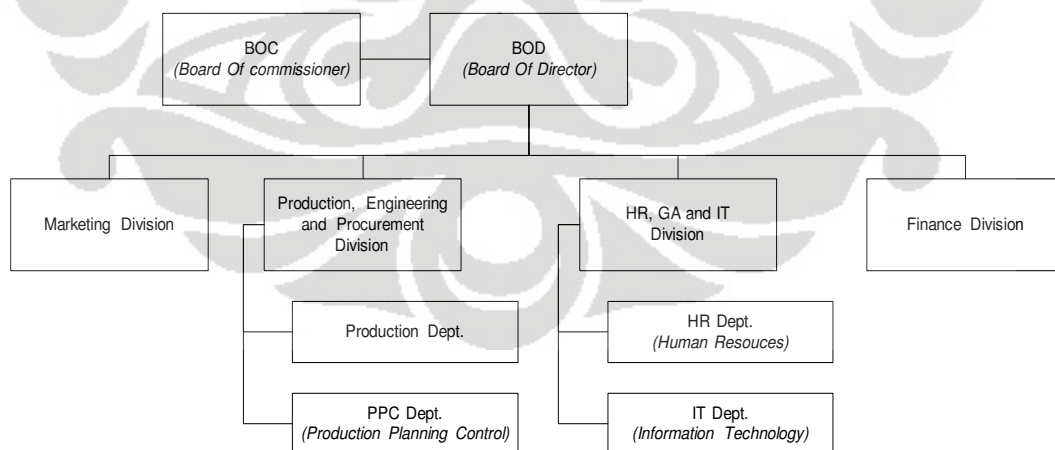 BOC
(Board Of commissioner)
BOD
(Board Of Director)
Marketing Division
Production, Engineering
and Procurement
Division
HR, GA and IT
Division
Finance Division
Production Dept.
HR Dept.
(Human Resouces)
PPC Dept.
(Production Planning Control)
IT Dept.
(Information Technology)